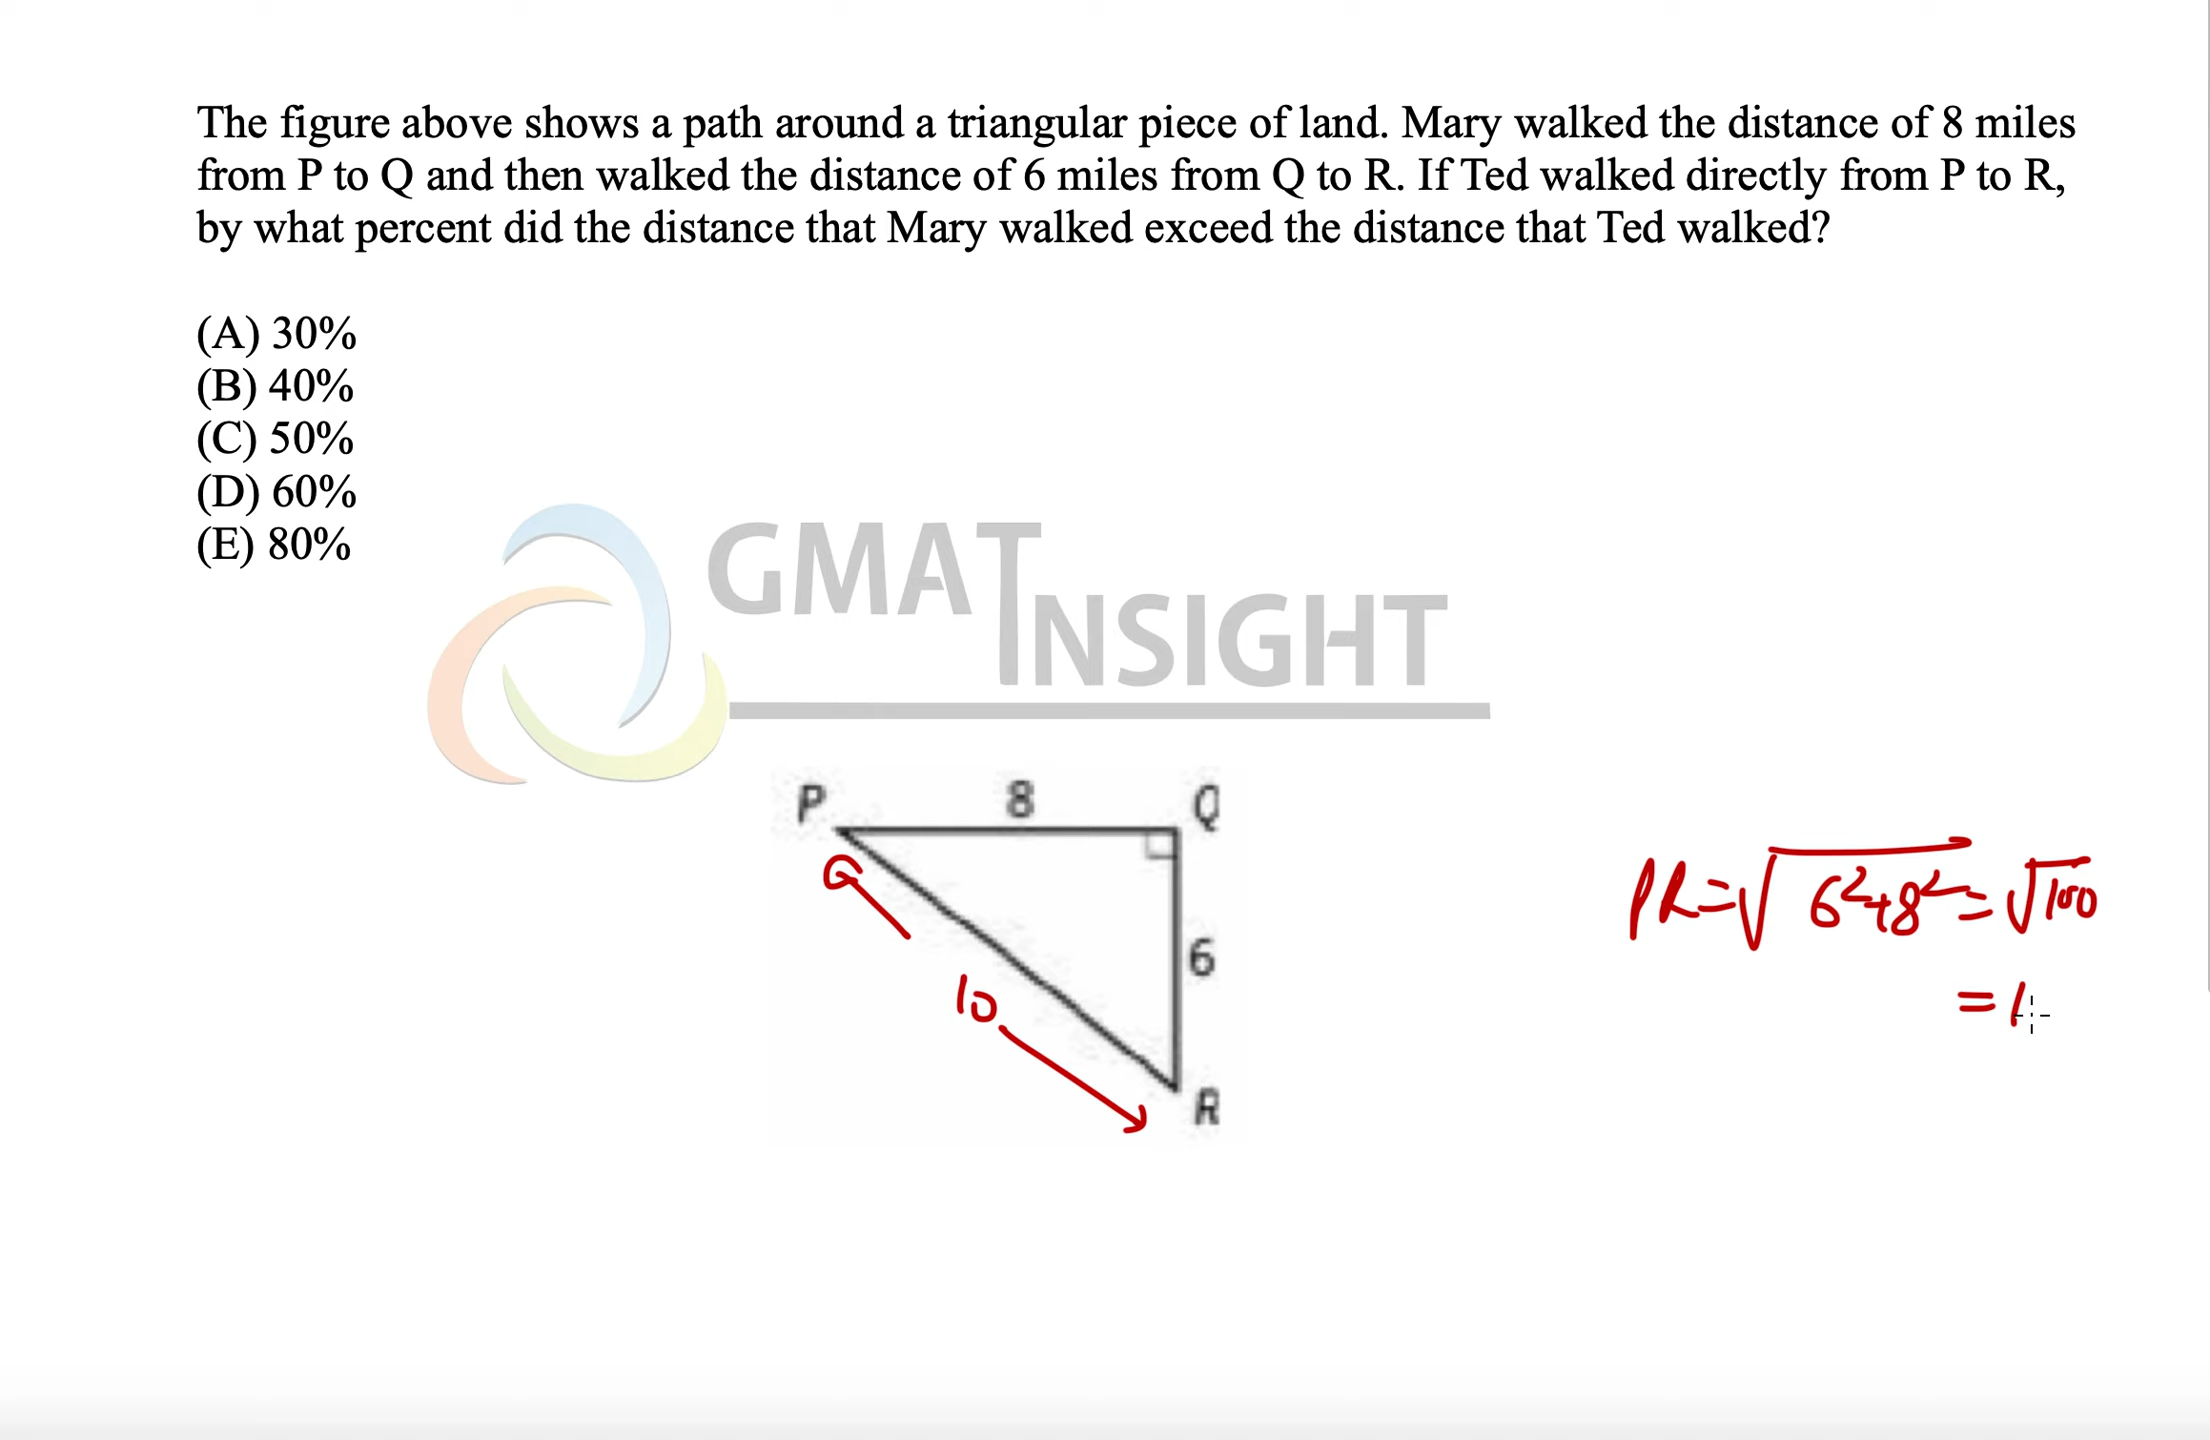 The figure above shows a path around a triangular piece of land. Mary walked the distance of 8 miles
from P to Q and then walked the distance of 6 miles from Q to R. If Ted walked directly from P to R,
by what percent did the distance that Mary walked exceed the distance that Ted walked?
(A) 30%
(B) 40%
(C) 50%
(D) 60%
(E) 80%
GMAT INSIGHT
P 8 Q
PR = √6²+8² = √100
6
10
= 1
R